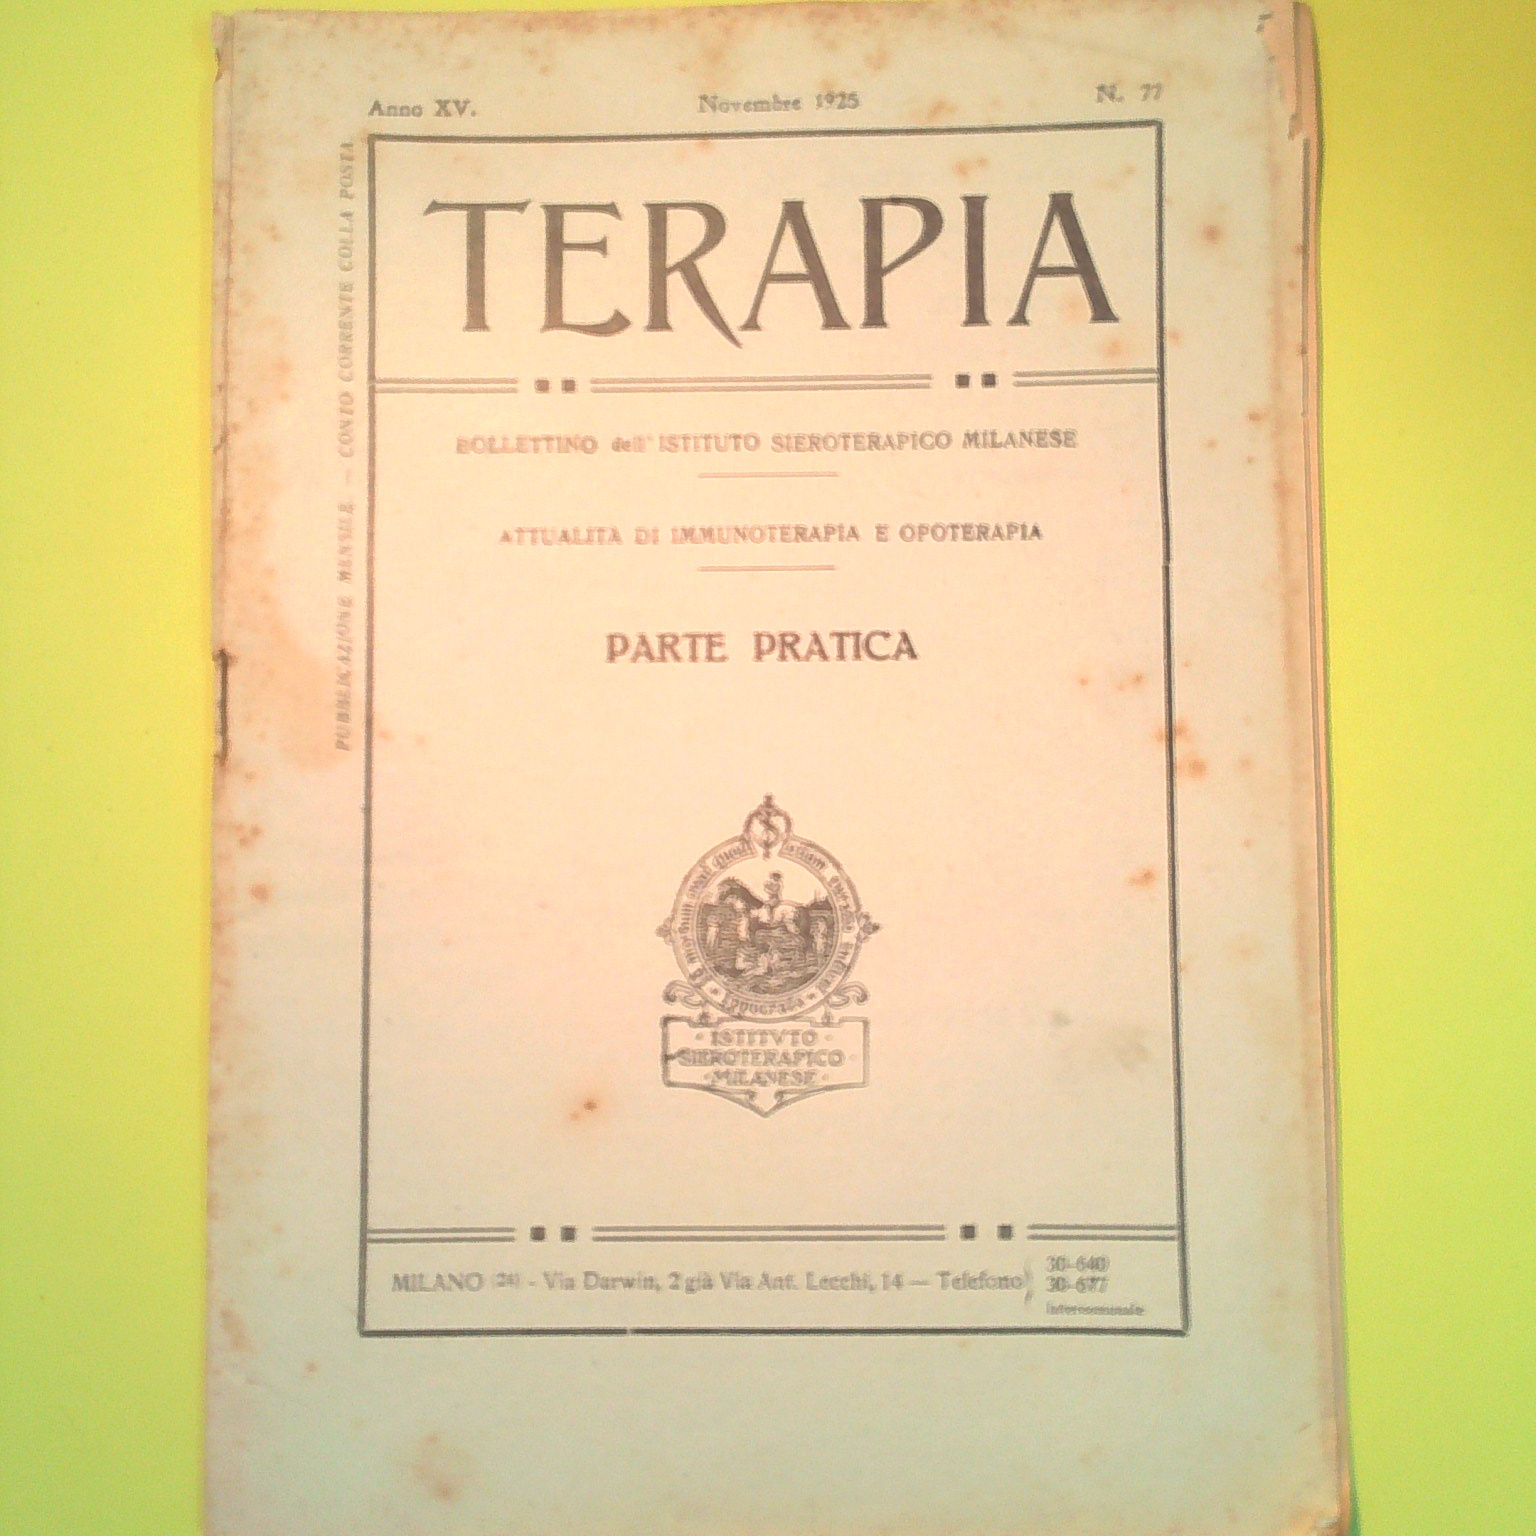 Anno XV.
Novembre 1925
N. 77
PUBBLICAZIONE MENSILE — CONTO CORRENTE COLLA POSTA
TERAPIA
BOLLETTINO dell' ISTITUTO SIEROTERAPICO MILANESE
ATTUALITÀ DI IMMUNOTERAPIA E OPOTERAPIA
PARTE PRATICA
ISTITVTO
SIEROTERAPICO
MILANESE
MILANO (24) - Via Darwin, 2 già Via Ant. Lecchi, 14 — Telefono
30-640
30-677